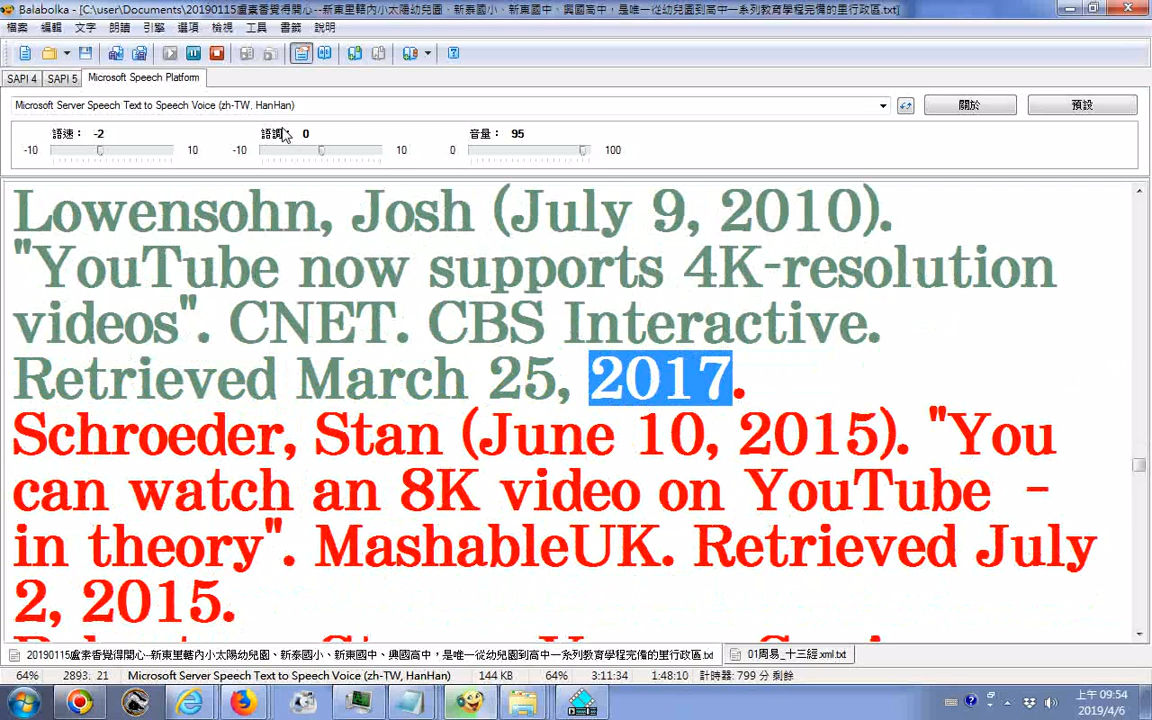 Balabolka - [C:\user\Documents\20190115盧素香覺得開心--新東里轄內小太陽幼兒園、新泰國小、新東國中、興國高中，是唯一從幼兒園到高中一系列教育學程完備的里行政區.txt]
檔案 編輯 文字 朗讀 引擎 選項 檢視 工具 書籤 說明
SAPI 4 SAPI 5 Microsoft Speech Platform
Microsoft Server Speech Text to Speech Voice (zh-TW, HanHan) 關於 預設
語速： -2 語調： 0 音量： 95
-10 10 -10 10 0 100
Lowensohn, Josh (July 9, 2010).
"YouTube now supports 4K-resolution
videos". CNET. CBS Interactive.
Retrieved March 25, 2017.
Schroeder, Stan (June 10, 2015). "You
can watch an 8K video on YouTube -
in theory". MashableUK. Retrieved July
2, 2015.
20190115盧素香覺得開心--新東里轄內小太陽幼兒園、新泰國小、新東國中、興國高中，是唯一從幼兒園到高中一系列教育學程完備的里行政區.txt 01周易_十三經.xml.txt
64% 2893: 21 Microsoft Server Speech Text to Speech Voice (zh-TW, HanHan) 144 KB 64% 3:11:34 1:48:10 計時器: 799 分 剩餘
上午 09:54
2019/4/6